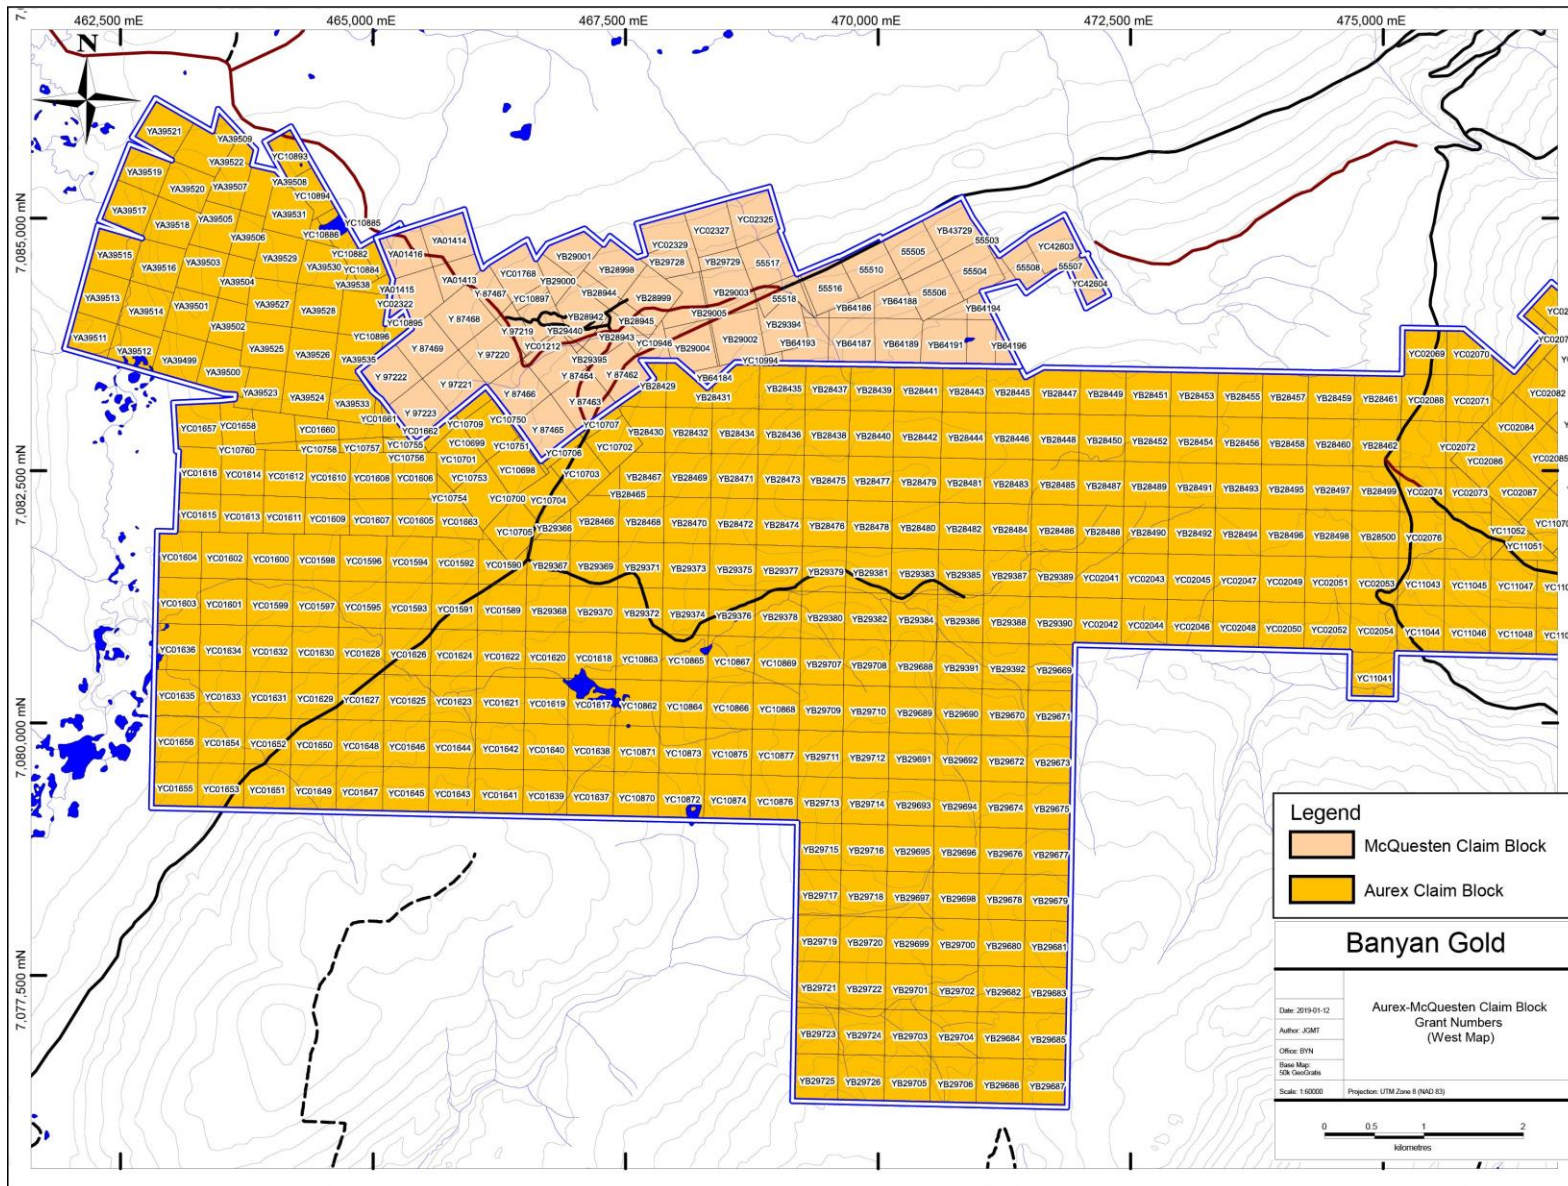 462,500 mE 465,000 mE 467,500 mE 470,000 mE 472,500 mE 475,000 mE
N
7,085,000 mN
7,082,500 mN
7,080,000 mN
7,077,500 mN
YA39521 YA39509
YC10893
YA39522
YA39519 YA39520 YA39507 YA39508
YC10894
YA39517 YA39518 YA39505 YA39531 YC10885
YC10886
YA39506
YA39515 YA39516 YA39503 YA39529 YC10882
YA39530 YC10884
YA39504 YA39538
YA39513 YA39514 YA39501 YA39527 YA39528
YA39502
YA39511 YA39512 YA39499 YA39525 YA39526 YA39535 YC10896
YA39500
YA39523 YA39524 YA39533
YC01661
YC01662
YC02325
YC02327
YC02329
YA01414
YA01416
YA01413
YA01415
YC02322
YC10895
YB29001
YC01768 YB29000 YB28998
YB28728 YB29729 55517
Y 87467 YC10897 YB28944 YB28999 YB29003 55518
Y 87468 YB28942 YB28945 YB29005
Y 97219 YB29440 YB28943 YB29394
Y 87469 Y 97220 YC01212 YC10946 YB29004 YB29002 YB64193
YB29395 YC10994
Y 97222 Y 97221 Y 87464 Y 87462 YB64184
Y 87466 Y 87463
Y 97223 Y 87465
YB43729 55503
55505
55510 55504
55516 55506
YB64186 YB64188 YB64194
YB64187 YB64189 YB64191 YB64196
YC42603
55508 55507
YC42604
YC02069 YC02070
YC02088 YC02071 YC02082
YC02084
YC02072 YC02086 YC02085
YC02074 YC02073 YC02087
YC11052
YC02076 YC11051
YB28429 YB28431 YB28435 YB28437 YB28439 YB28441 YB28443 YB28445 YB28447 YB28449 YB28451 YB28453 YB28455 YB28457 YB28459 YB28461
YC01657 YC01658 YC01660 YC10709 YC10750 YC10707
YC10760 YC10758 YC10757 YC10755 YC10699 YC10751 YC10706 YC10702
YC10756 YC10701 YC10698 YC10703
YB28430 YB28432 YB28434 YB28436 YB28438 YB28440 YB28442 YB28444 YB28446 YB28448 YB28450 YB28452 YB28454 YB28456 YB28458 YB28460 YB28462
YC01616 YC01614 YC01612 YC01610 YC01608 YC01606 YC10753
YC10754 YC10700 YC10704 YB28465
YB28467 YB28469 YB28471 YB28473 YB28475 YB28477 YB28479 YB28481 YB28483 YB28485 YB28487 YB28489 YB28491 YB28493 YB28495 YB28497 YB28499
YC01615 YC01613 YC01611 YC01609 YC01607 YC01605 YC01663 YC10705 YB29366
YB28466 YB28468 YB28470 YB28472 YB28474 YB28476 YB28478 YB28480 YB28482 YB28484 YB28486 YB28488 YB28490 YB28492 YB28494 YB28496 YB28498 YB28500
YC01604 YC01602 YC01600 YC01598 YC01596 YC01594 YC01592 YC01590 YB29367 YB29369 YB29371 YB29373 YB29375 YB29377 YB29379 YB29381 YB29383 YB29385 YB29387 YB29389 YC02041 YC02043 YC02045 YC02047 YC02049 YC02051 YC02053 YC11043 YC11045 YC11047
YC01603 YC01601 YC01599 YC01597 YC01595 YC01593 YC01591 YC01589 YB29368 YB29370 YB29372 YB29374 YB29376 YB29378 YB29380 YB29382 YB29384 YB29386 YB29388 YB29390 YC02042 YC02044 YC02046 YC02048 YC02050 YC02052 YC02054 YC11044 YC11046 YC11048
YC01636 YC01634 YC01632 YC01630 YC01628 YC01626 YC01624 YC01622 YC01620 YC01618 YC10863 YC10865 YC10867 YC10869 YB29707 YB29708 YB29688 YB29391 YB29392 YB29669 YC11041
YC01635 YC01633 YC01631 YC01629 YC01627 YC01625 YC01623 YC01621 YC01619 YC01617 YC10862 YC10864 YC10866 YC10868 YB29709 YB29710 YB29689 YB29690 YB29670 YB29671
YC01656 YC01654 YC01652 YC01650 YC01648 YC01646 YC01644 YC01642 YC01640 YC01638 YC10871 YC10873 YC10875 YC10877 YB29711 YB29712 YB29691 YB29692 YB29672 YB29673
YC01655 YC01653 YC01651 YC01649 YC01647 YC01645 YC01643 YC01641 YC01639 YC01637 YC10870 YC10872 YC10874 YC10876 YB29713 YB29714 YB29693 YB29694 YB29674 YB29675
YB29715 YB29716 YB29695 YB29696 YB29676 YB29677
YB29717 YB29718 YB29697 YB29698 YB29678 YB29679
YB29719 YB29720 YB29699 YB29700 YB29680 YB29681
YB29721 YB29722 YB29701 YB29702 YB29682 YB29683
YB29723 YB29724 YB29703 YB29704 YB29684 YB29685
YB29725 YB29726 YB29705 YB29706 YB29686 YB29687
Legend
McQuesten Claim Block
Aurex Claim Block
Banyan Gold
Date: 2019-01-12
Author: JGMT
Office: BYN
Base Map:
50k GeoGratis
Scale: 1:60000
Aurex-McQuesten Claim Block
Grant Numbers
(West Map)
Projection: UTM Zone 8 (NAD 83)
0 0.5 1 2
kilometres